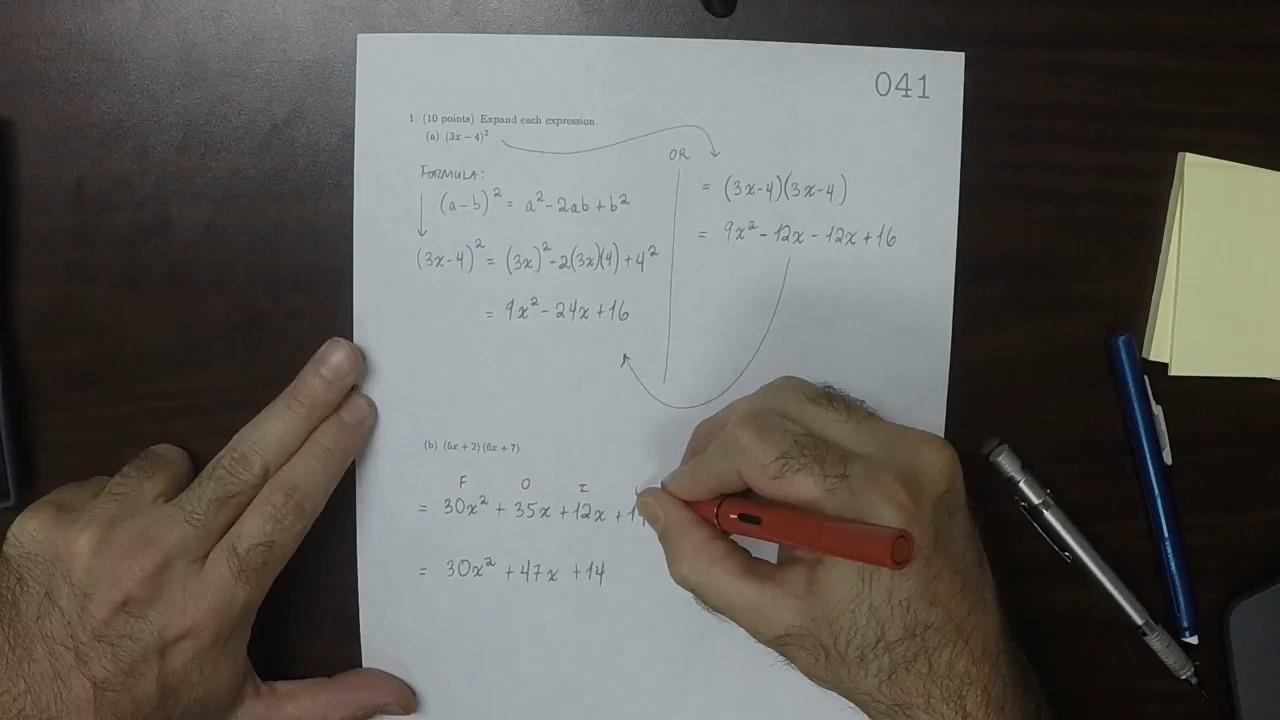 041
1. (10 points) Expand each expression.
(a) (3x − 4)²
FORMULA:
(a-b)² = a² - 2ab + b²
(3x-4)² = (3x)² - 2(3x)(4) + 4²
= 9x² - 24x + 16
OR
= (3x-4)(3x-4)
= 9x² - 12x - 12x + 16
(b) (5x + 2)(6x + 7)
F O I
= 30x² + 35x + 12x +
= 30x² + 47x + 14